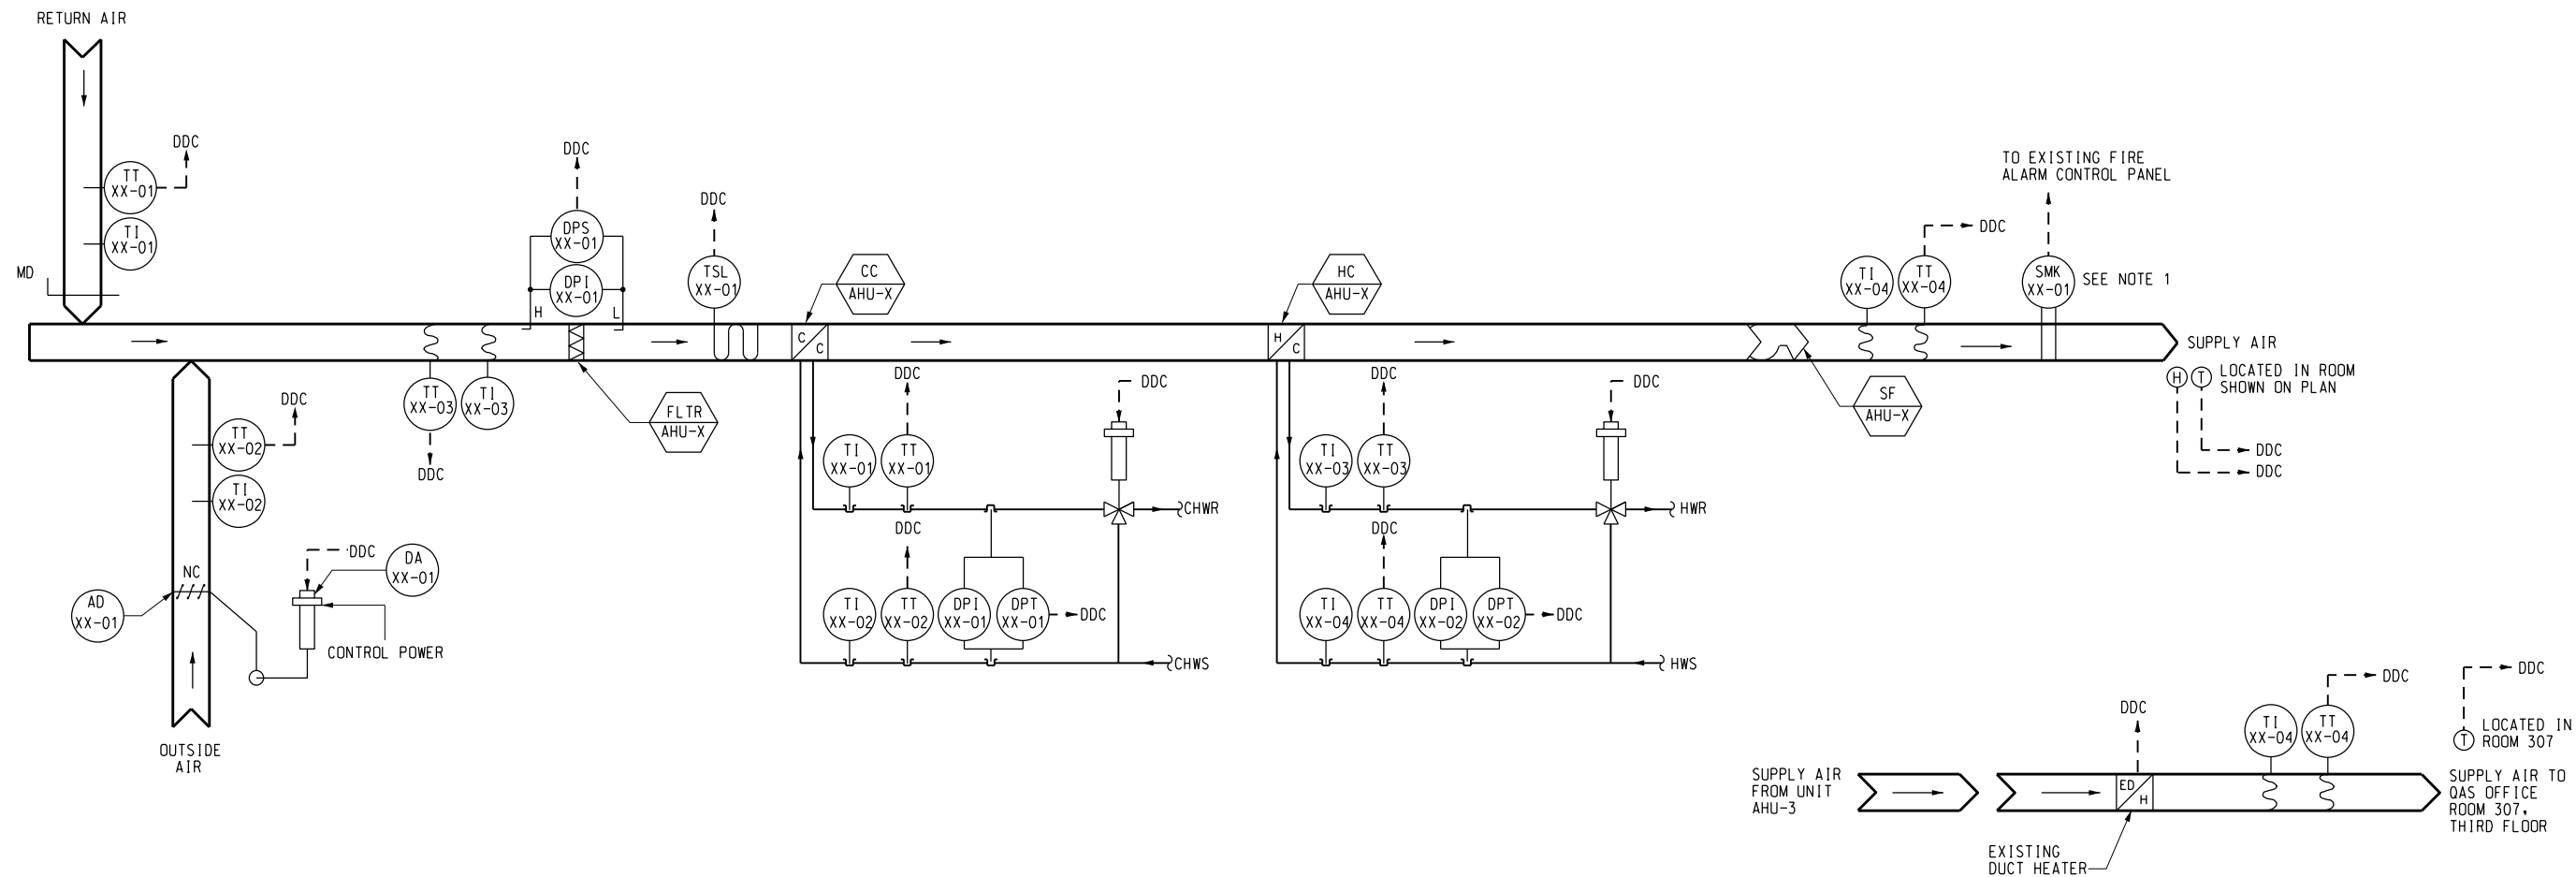 RETURN AIR
DDC
TT
XX-01
TI
XX-01
MD
DDC
DPS
XX-01
DPI
XX-01
H
L
DDC
TSL
XX-01
CC
AHU-X
HC
AHU-X
TO EXISTING FIRE
ALARM CONTROL PANEL
DDC
TI
XX-04
TT
XX-04
SMK
XX-01
SEE NOTE 1
C
C
H
C
SUPPLY AIR
H
T
LOCATED IN ROOM
SHOWN ON PLAN
DDC
DDC
TT
XX-03
TI
XX-03
DDC
FLTR
AHU-X
SF
AHU-X
DDC
TT
XX-02
TI
XX-02
DDC
DDC
TI
XX-01
TT
XX-01
CHWR
DDC
TI
XX-02
TT
XX-02
DPI
XX-01
DPT
XX-01
DDC
CHWS
DDC
DDC
TI
XX-03
TT
XX-03
HWR
DDC
TI
XX-04
TT
XX-04
DPI
XX-02
DPT
XX-02
DDC
HWS
NC
AD
XX-01
DDC
DA
XX-01
CONTROL POWER
OUTSIDE
AIR
SUPPLY AIR
FROM UNIT
AHU-3
DDC
ED
H
EXISTING
DUCT HEATER
TI
XX-04
TT
XX-04
DDC
DDC
T
LOCATED IN
ROOM 307
SUPPLY AIR TO
QAS OFFICE
ROOM 307,
THIRD FLOOR